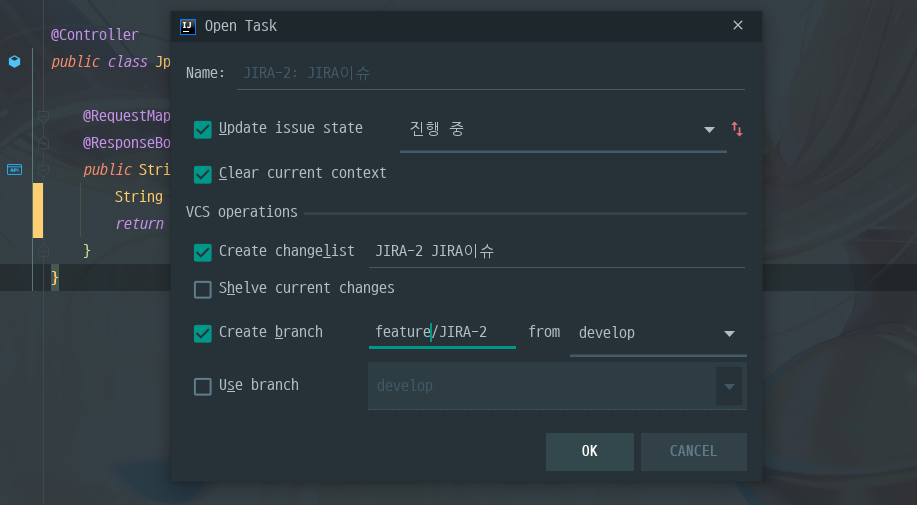 @Controller
public class Jp
@RequestMap
@ResponseBo
public Stri
String
return
}
}
IJ Open Task
Name: JIRA-2: JIRA이슈
Update issue state 진행 중
Clear current context
VCS operations
Create changelist JIRA-2 JIRA이슈
Shelve current changes
Create branch feature/JIRA-2 from develop
Use branch develop
OK CANCEL